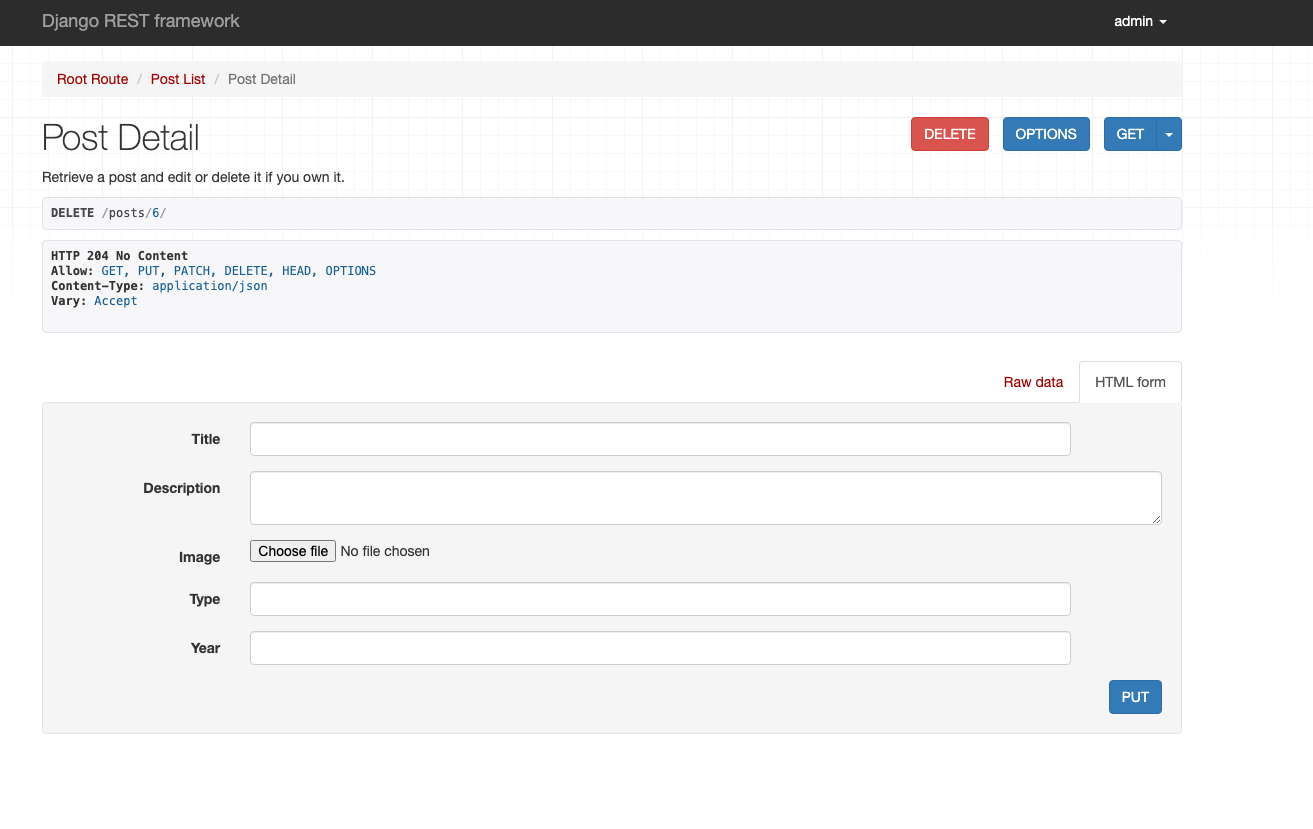 Django REST framework admin
Root Route / Post List / Post Detail
Post Detail DELETE OPTIONS GET
Retrieve a post and edit or delete it if you own it.
DELETE /posts/6/
HTTP 204 No Content
Allow: GET, PUT, PATCH, DELETE, HEAD, OPTIONS
Content-Type: application/json
Vary: Accept
Raw data HTML form
Title
Description
Image Choose file No file chosen
Type
Year
PUT